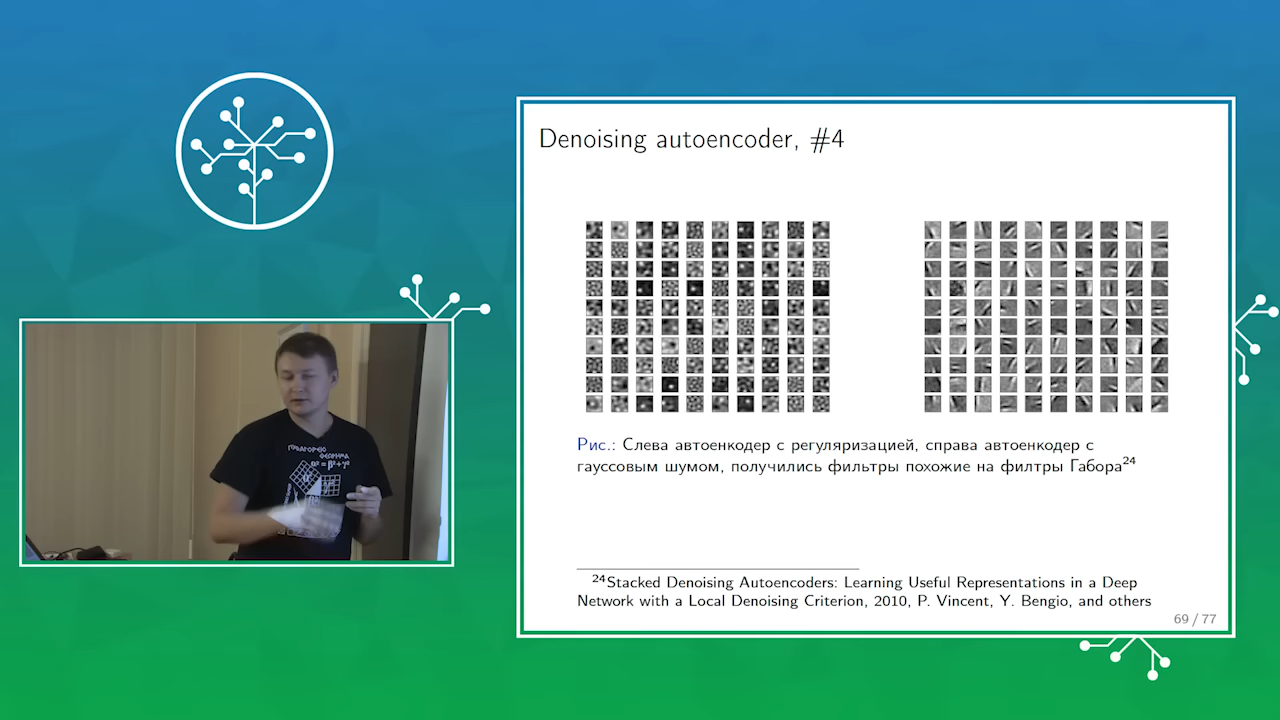 Denoising autoencoder, #4
Рис.: Слева автоенкодер с регуляризацией, справа автоенкодер с
гауссовым шумом, получились фильтры похожие на филтры Габора24
24Stacked Denoising Autoencoders: Learning Useful Representations in a Deep
Network with a Local Denoising Criterion, 2010, P. Vincent, Y. Bengio, and others
69 / 77